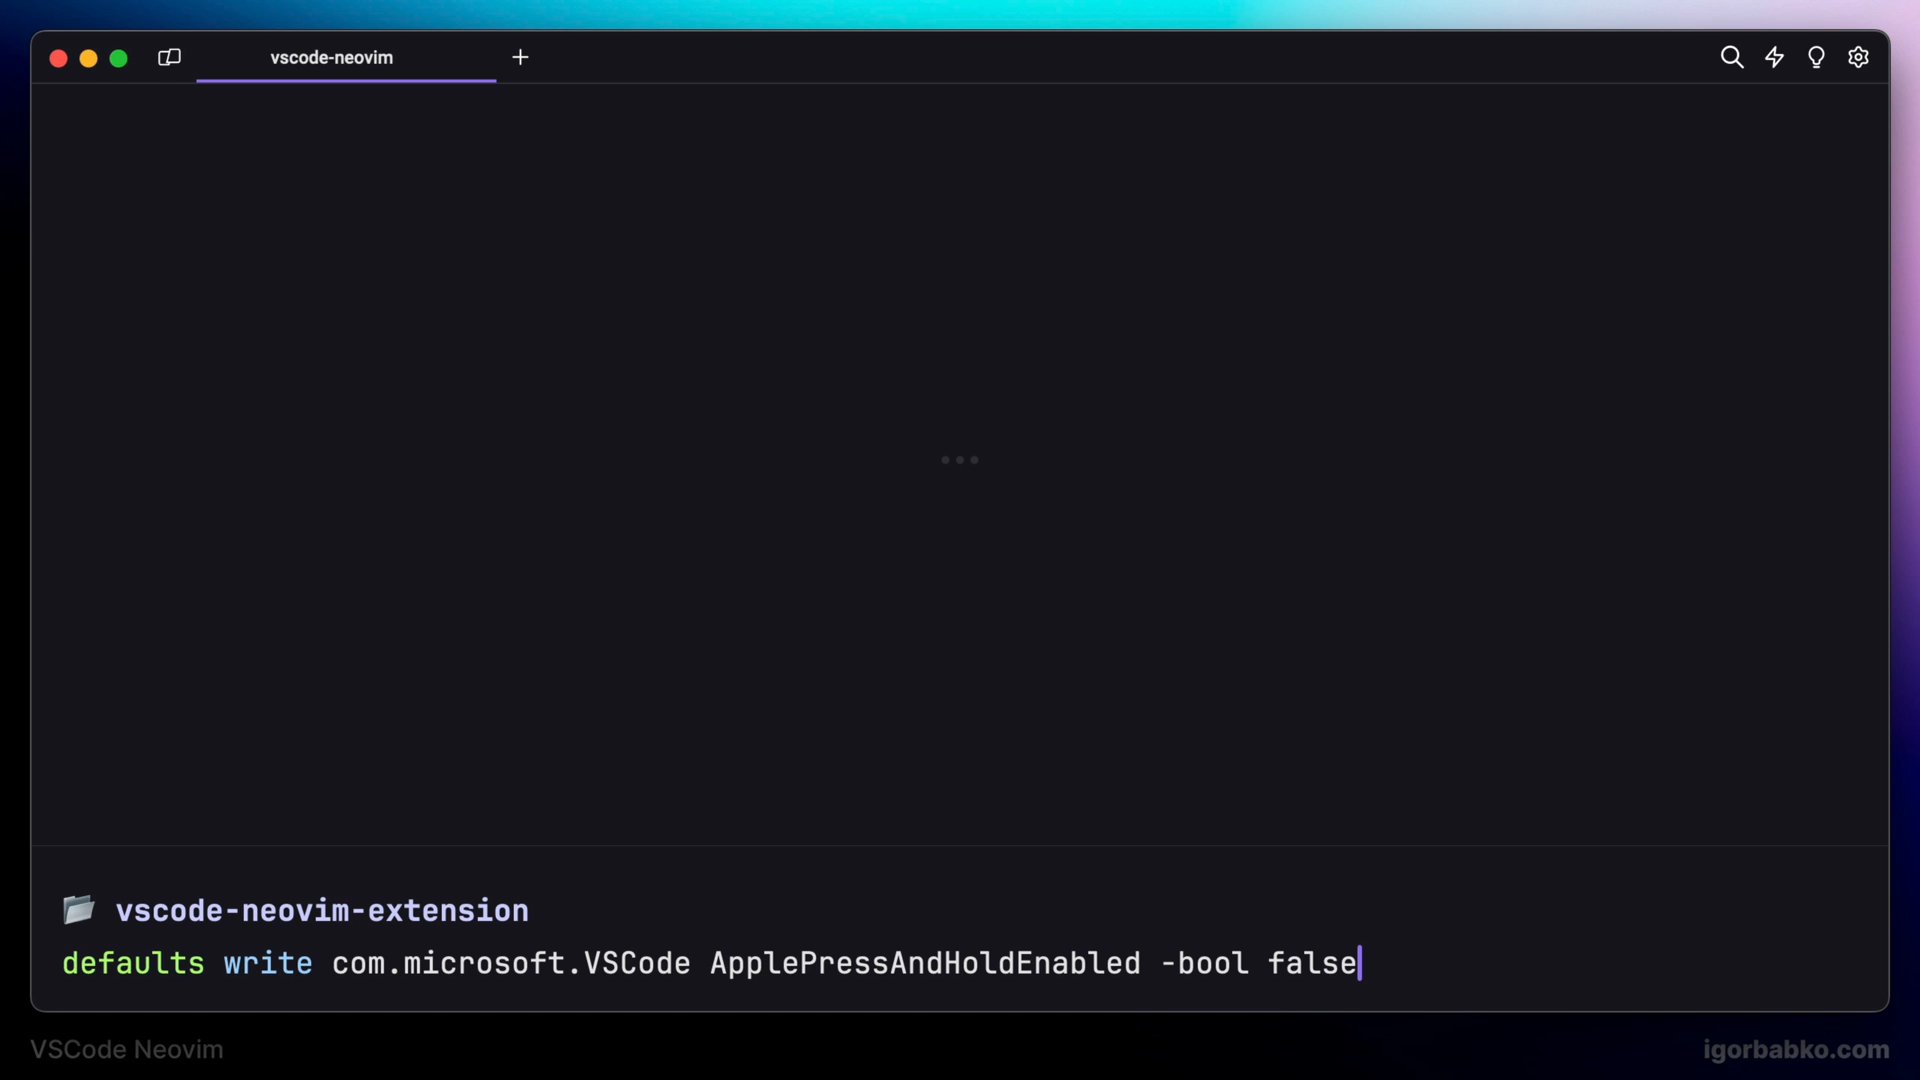 vscode-neovim
vscode-neovim-extension
defaults write com.microsoft.VSCode ApplePressAndHoldEnabled -bool false
VSCode Neovim
igorbabko.com